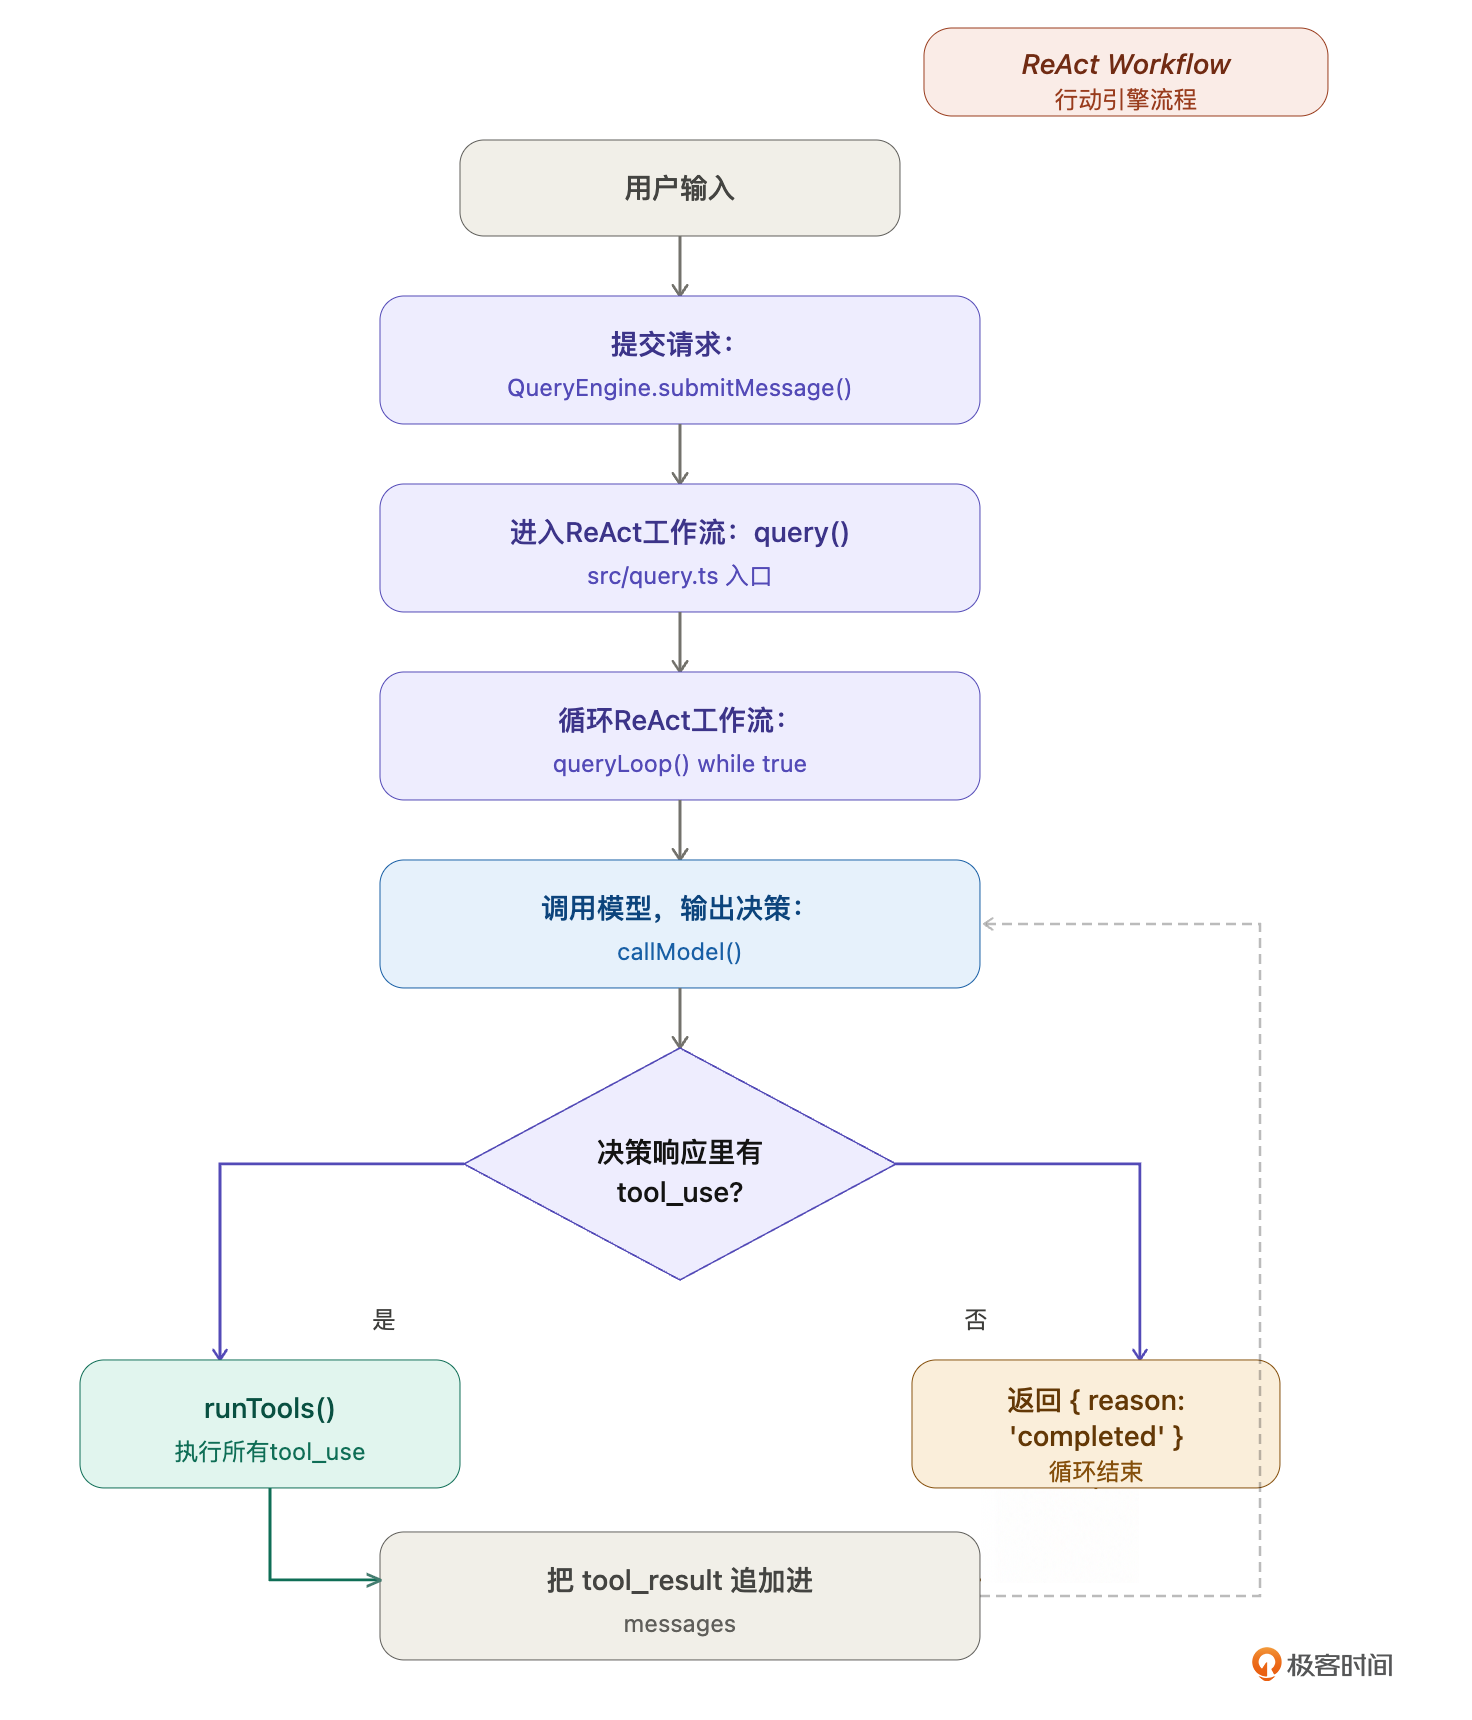 ReAct Workflow
行动引擎流程
用户输入
提交请求：
QueryEngine.submitMessage()
进入ReAct工作流：query()
src/query.ts 入口
循环ReAct工作流：
queryLoop() while true
调用模型，输出决策：
callModel()
决策响应里有
tool_use?
是
否
runTools()
执行所有tool_use
返回 { reason:
'completed' }
循环结束
把 tool_result 追加进
messages
极客时间